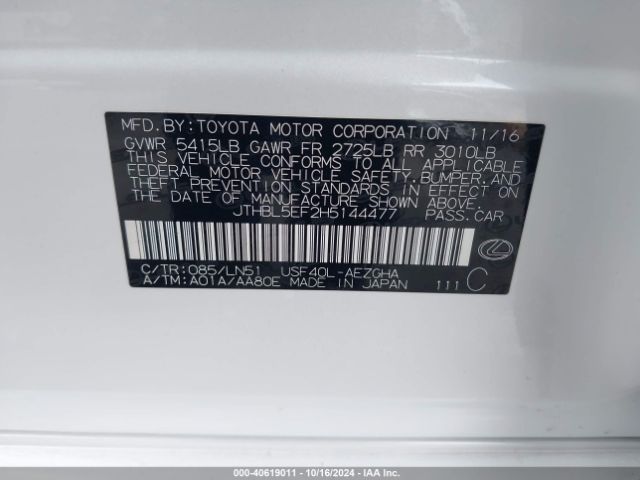 MFD. BY: TOYOTA MOTOR CORPORATION 11/16
GVWR 5415LB GAWR FR 2725LB RR 3010LB
THIS VEHICLE CONFORMS TO ALL APPLICABLE
FEDERAL MOTOR VEHICLE SAFETY, BUMPER, AND
THEFT PREVENTION STANDARDS IN EFFECT ON
THE DATE OF MANUFACTURE SHOWN ABOVE.
JTHBL5EF2H5144477 PASS.CAR
C/TR:085/LN51 USF40L-AEZGHA
A/TM:A01A/AA80E MADE IN JAPAN 111 C
000-40619011 - 10/16/2024 - IAA Inc.